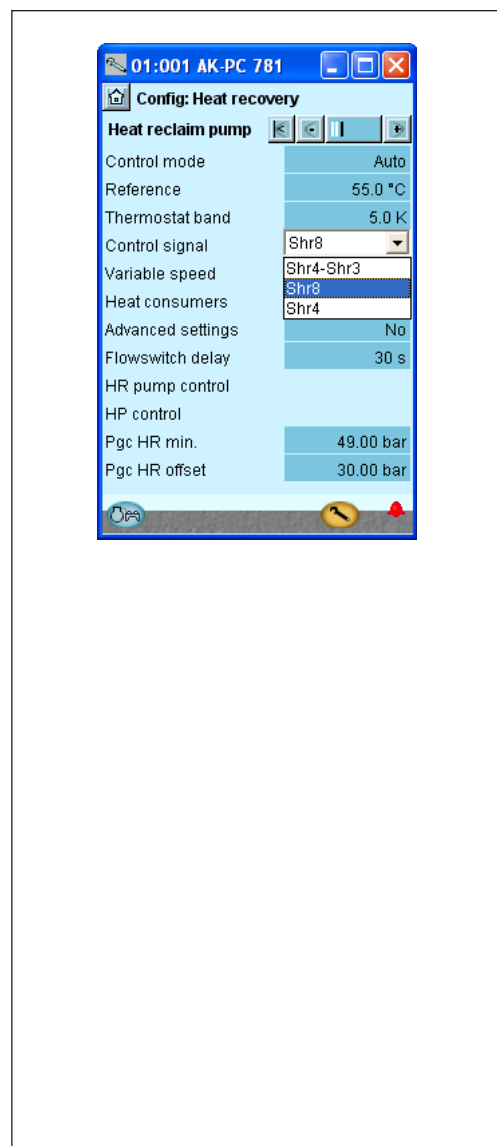 01:001 AK-PC 781
Config: Heat recovery
Heat reclaim pump
Control mode Auto
Reference 55.0 °C
Thermostat band 5.0 K
Control signal Shr8
Shr4-Shr3
Variable speed
Shr8
Heat consumers
Shr4
Advanced settings No
Flowswitch delay 30 s
HR pump control
HP control
Pgc HR min. 49.00 bar
Pgc HR offset 30.00 bar